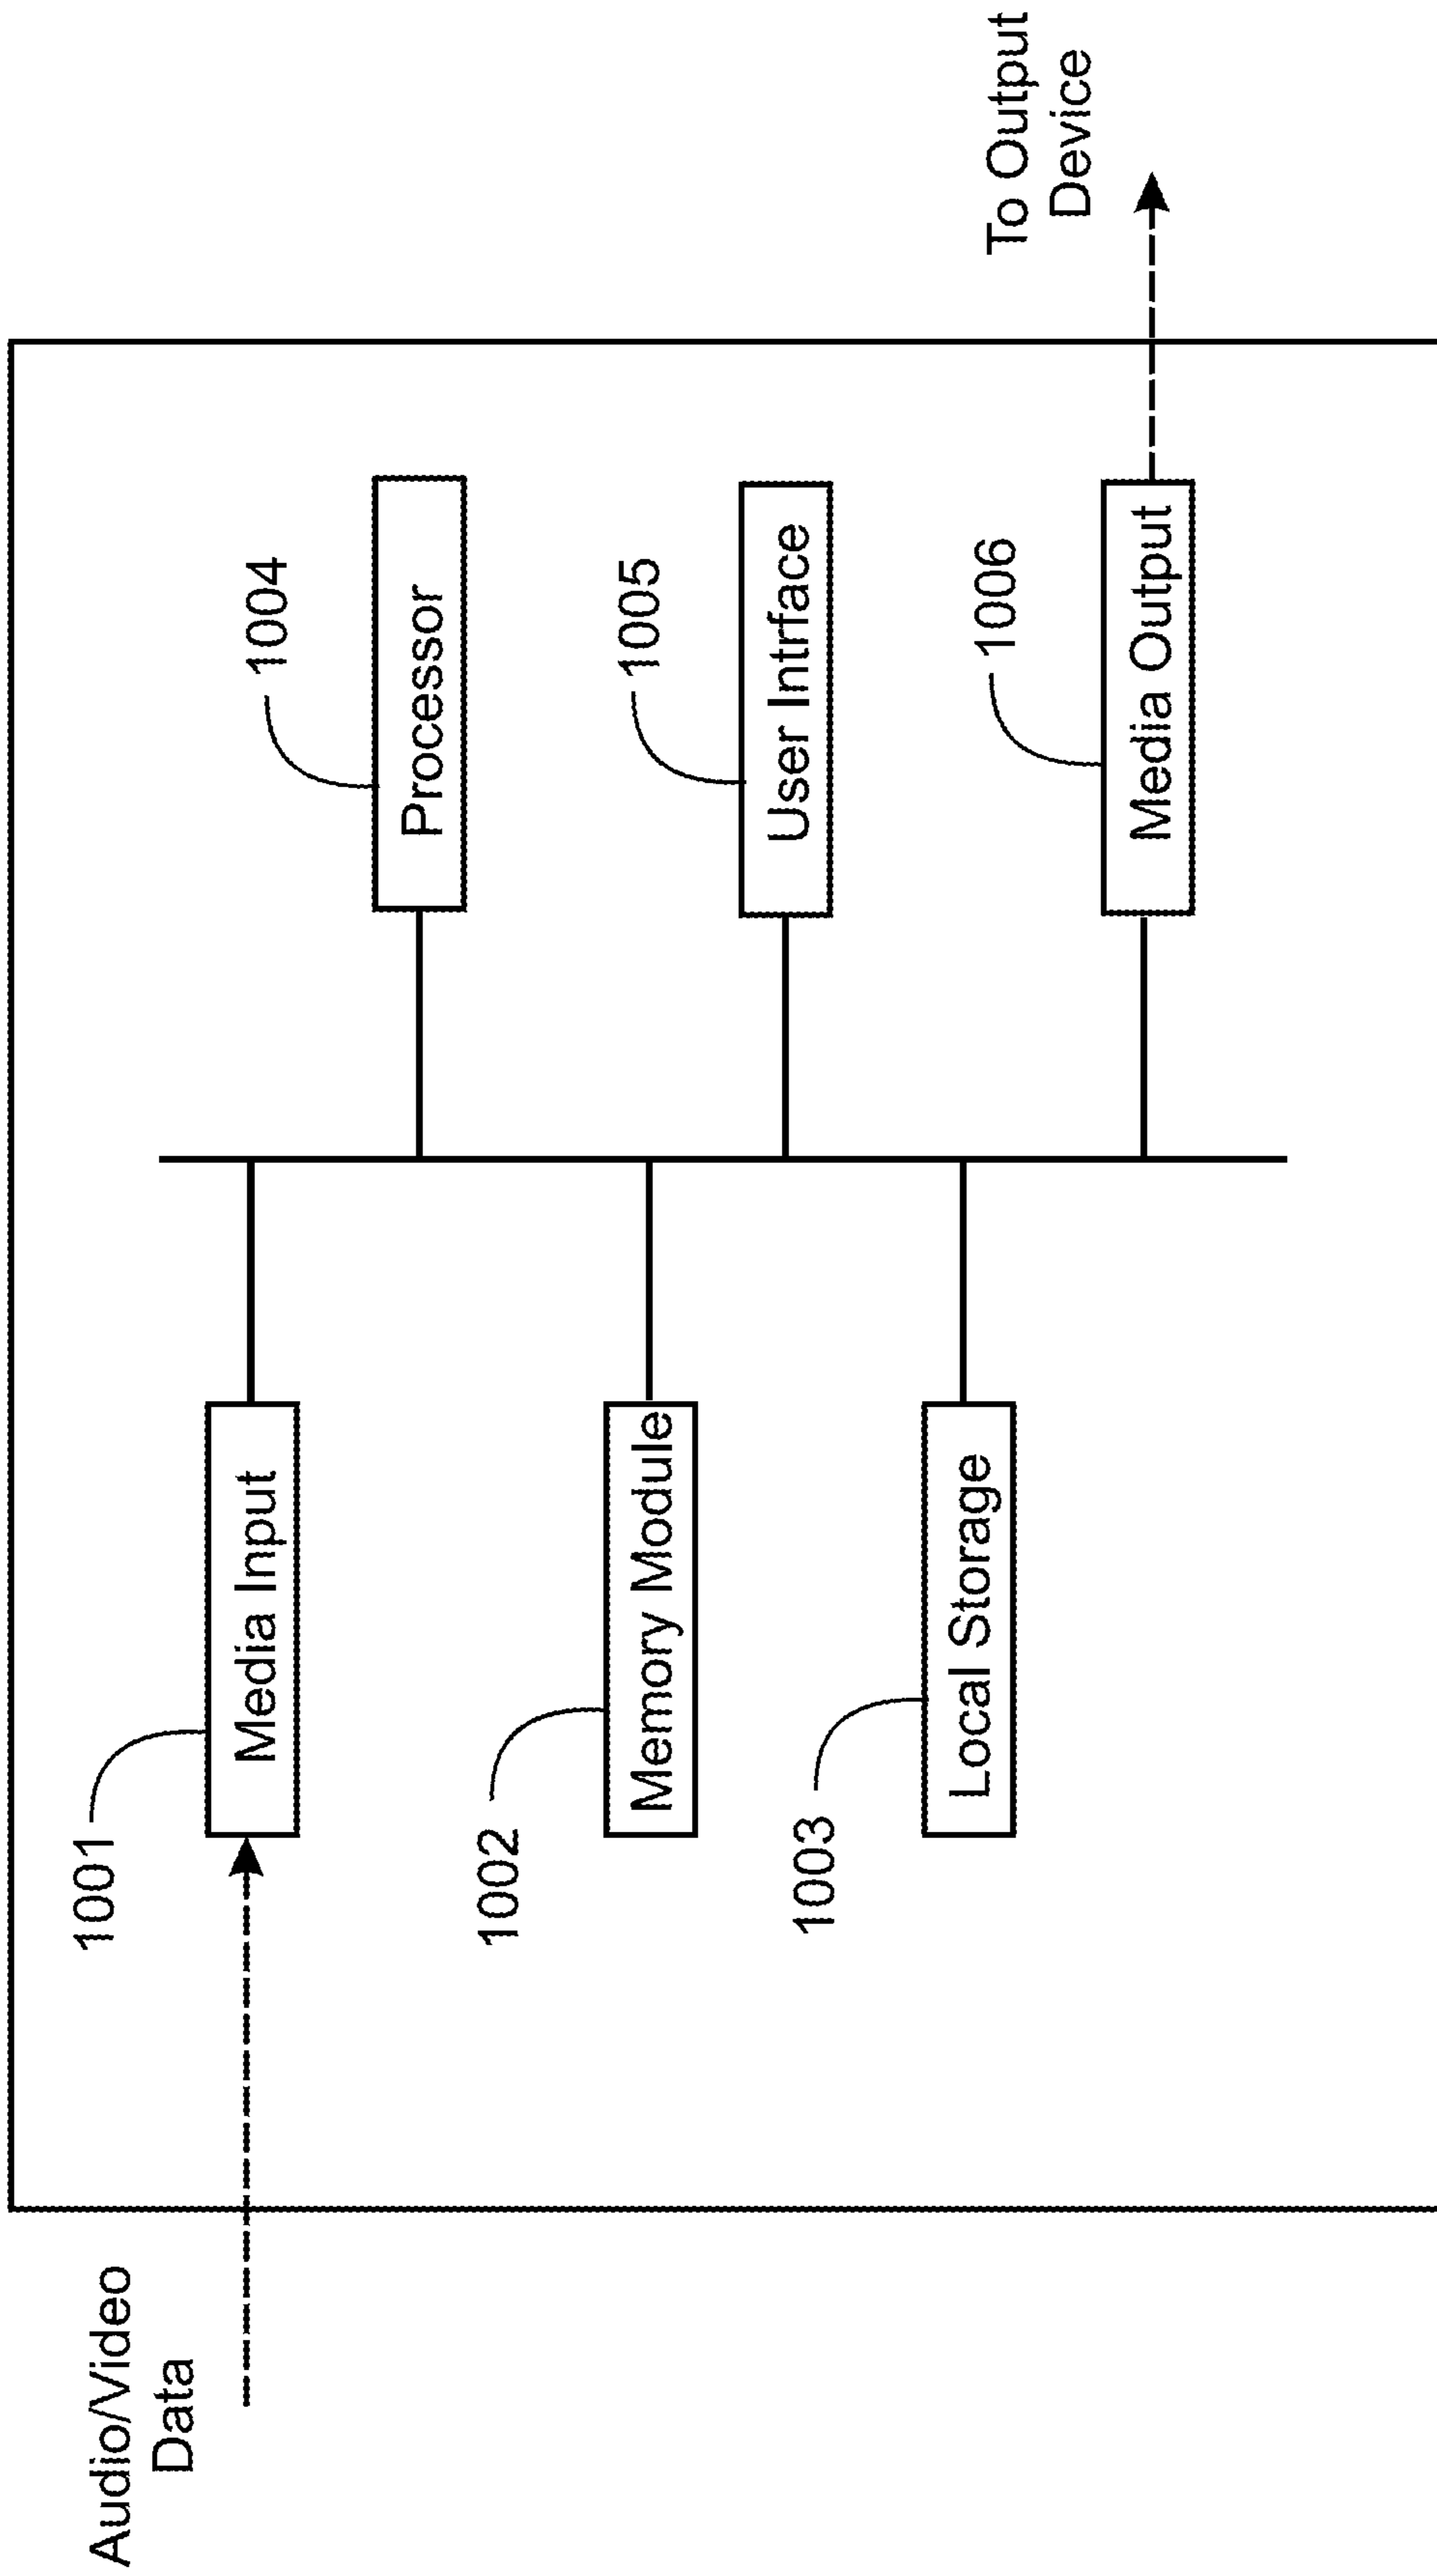 Audio/Video
Data
1001
Media Input
1002
Memory Module
1003
Local Storage
1004
Processor
1005
User Intrface
1006
Media Output
To Output
Device